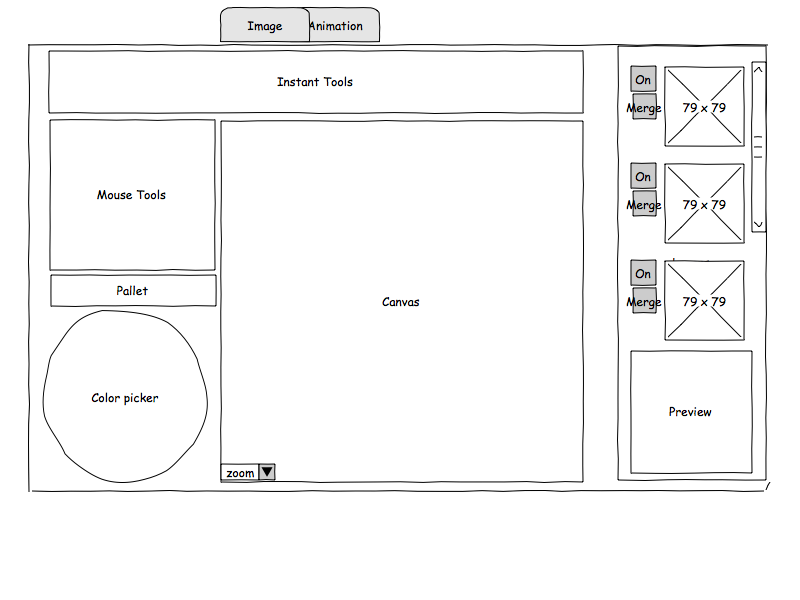 Image
Animation
Instant Tools
On
Merge
79 x 79
Mouse Tools
On
Merge
79 x 79
Pallet
Canvas
On
Merge
79 x 79
Color picker
Preview
zoom